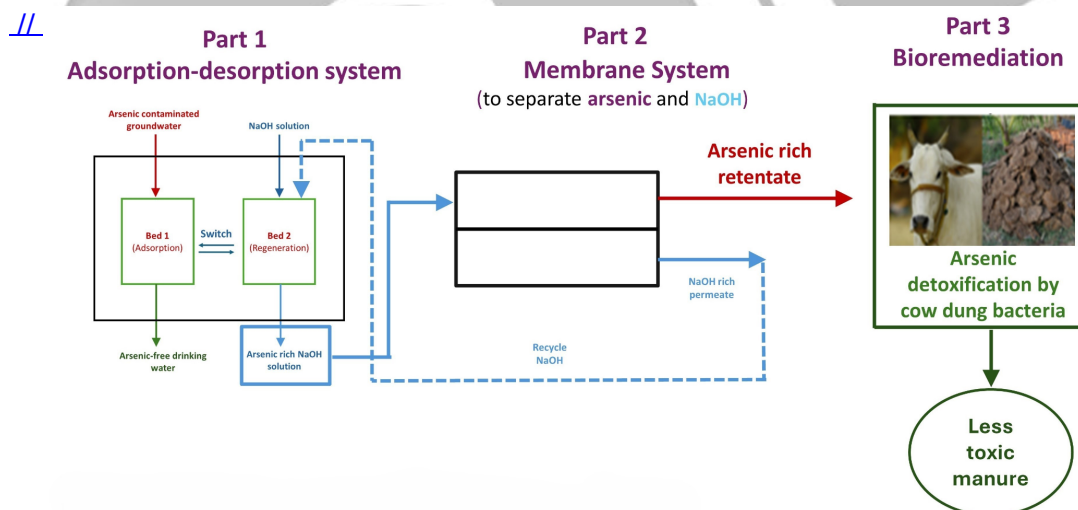 //
Part 1
Adsorption-desorption system
Arsenic contaminated
groundwater
NaOH solution
Bed 1
(Adsorption)
Switch
Bed 2
(Regeneration)
Arsenic-free drinking
water
Arsenic rich NaOH
solution
Part 2
Membrane System
(to separate arsenic and NaOH)
Arsenic rich
retentate
NaOH rich
permeate
Recycle
NaOH
Part 3
Bioremediation
Arsenic
detoxification by
cow dung bacteria
Less
toxic
manure